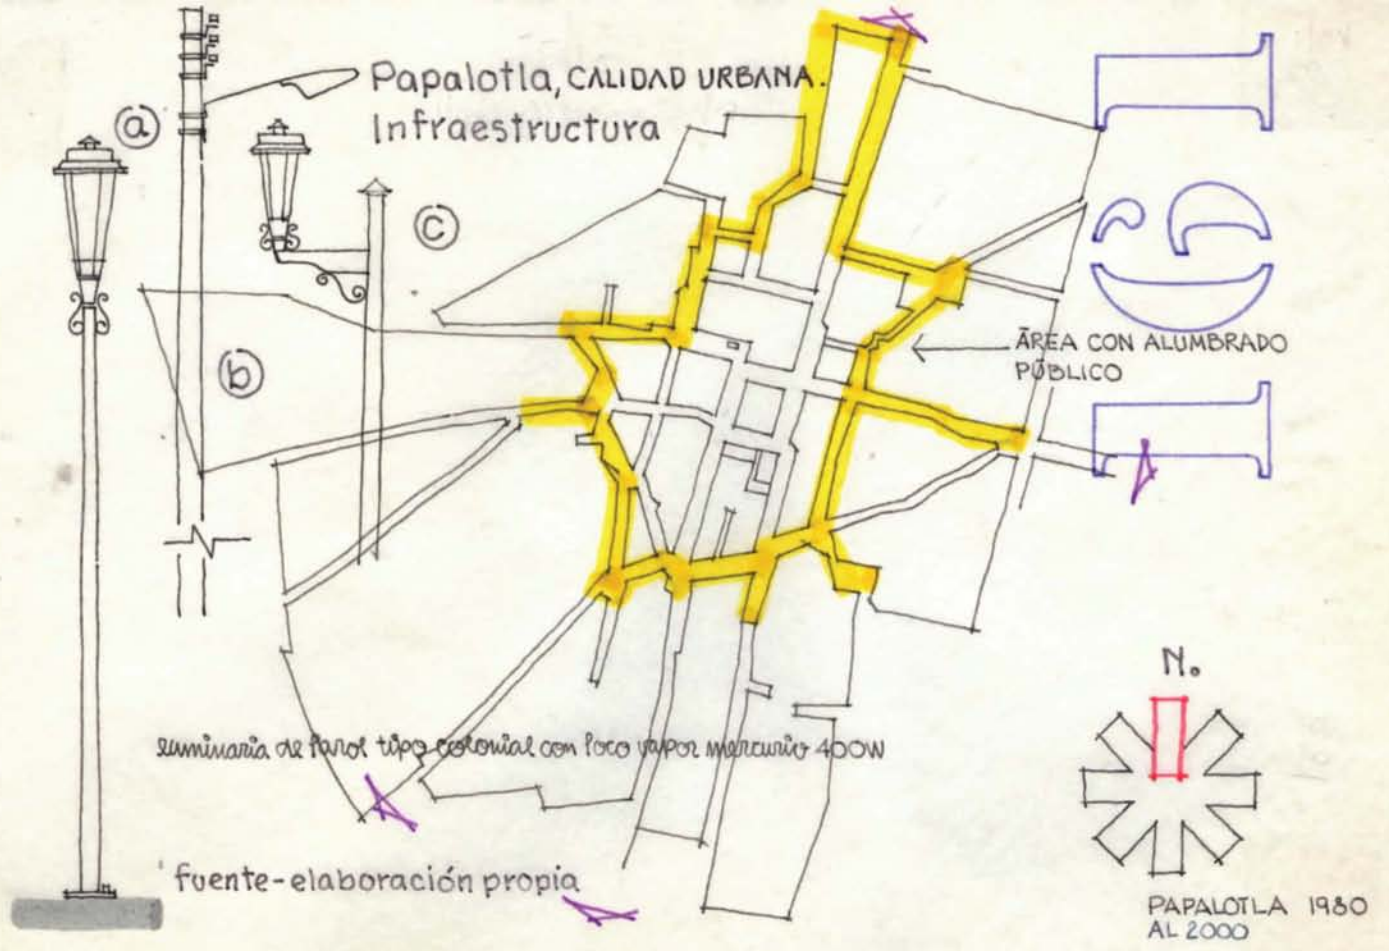 Papalotla, CALIDAD URBANA.
Infraestructura
a
c
b
ÁREA CON ALUMBRADO
PÚBLICO
161
luminaria de farol tipo colonial con foco vapor mercurio 400W
fuente-elaboración propia
N.
PAPALOTLA 1980
AL 2000